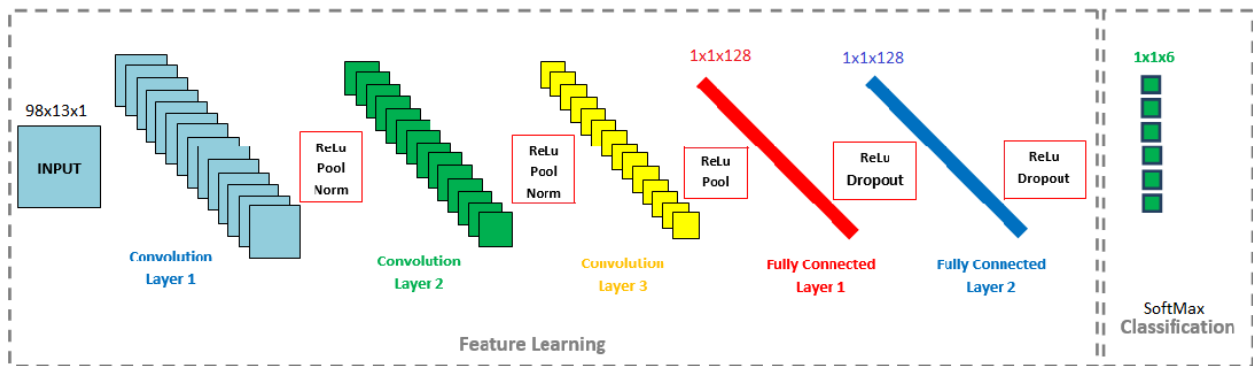 98x13x1
INPUT
Convolution
Layer 1
ReLu
Pool
Norm
Convolution
Layer 2
ReLu
Pool
Norm
Convolution
Layer 3
ReLu
Pool
1x1x128
Fully Connected
Layer 1
ReLu
Dropout
1x1x128
Fully Connected
Layer 2
ReLu
Dropout
Feature Learning
1x1x6
SoftMax
Classification